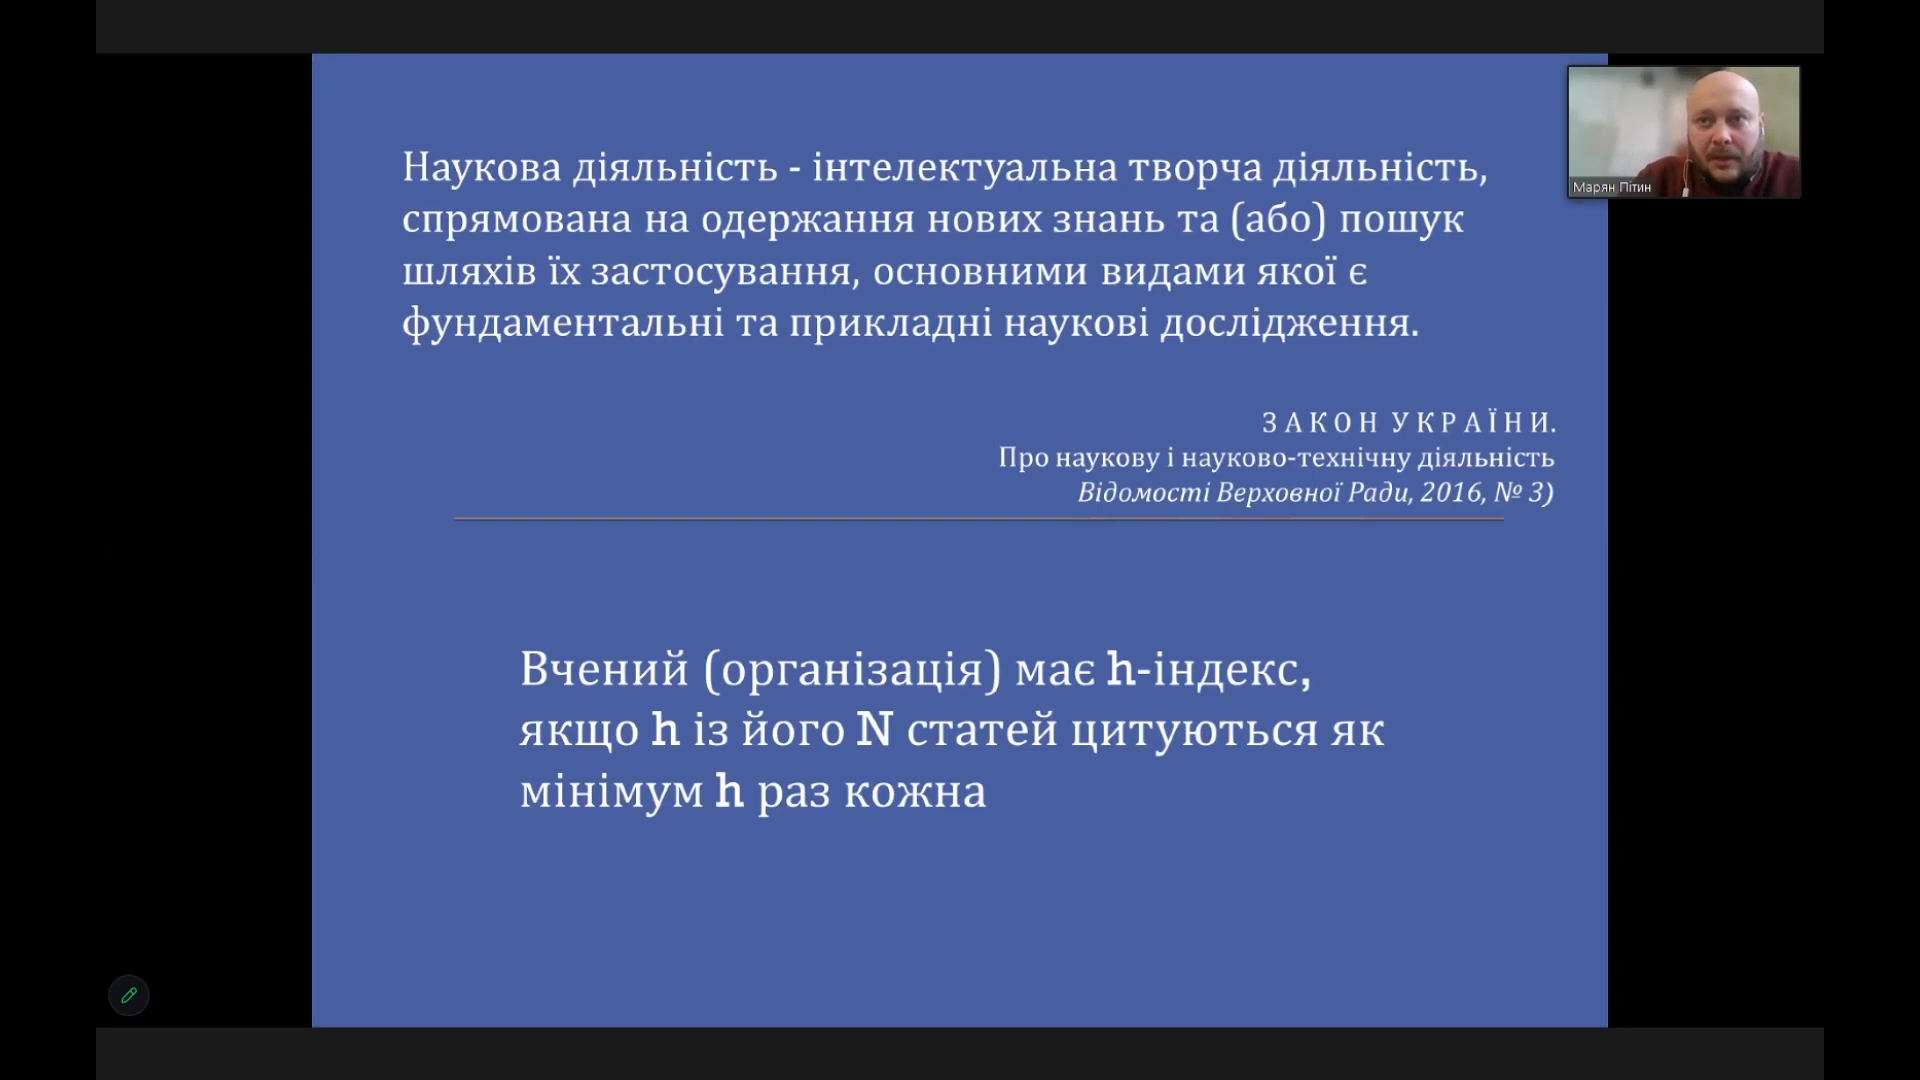 Наукова діяльність - інтелектуальна творча діяльність,
спрямована на одержання нових знань та (або) пошук
шляхів їх застосування, основними видами якої є
фундаментальні та прикладні наукові дослідження.
З А К О Н У К Р А Ї Н И.
Про наукову і науково-технічну діяльність
Відомості Верховної Ради, 2016, № 3)
Вчений (організація) має h-індекс,
якщо h із його N статей цитуються як
мінімум h раз кожна
Марян Пітин